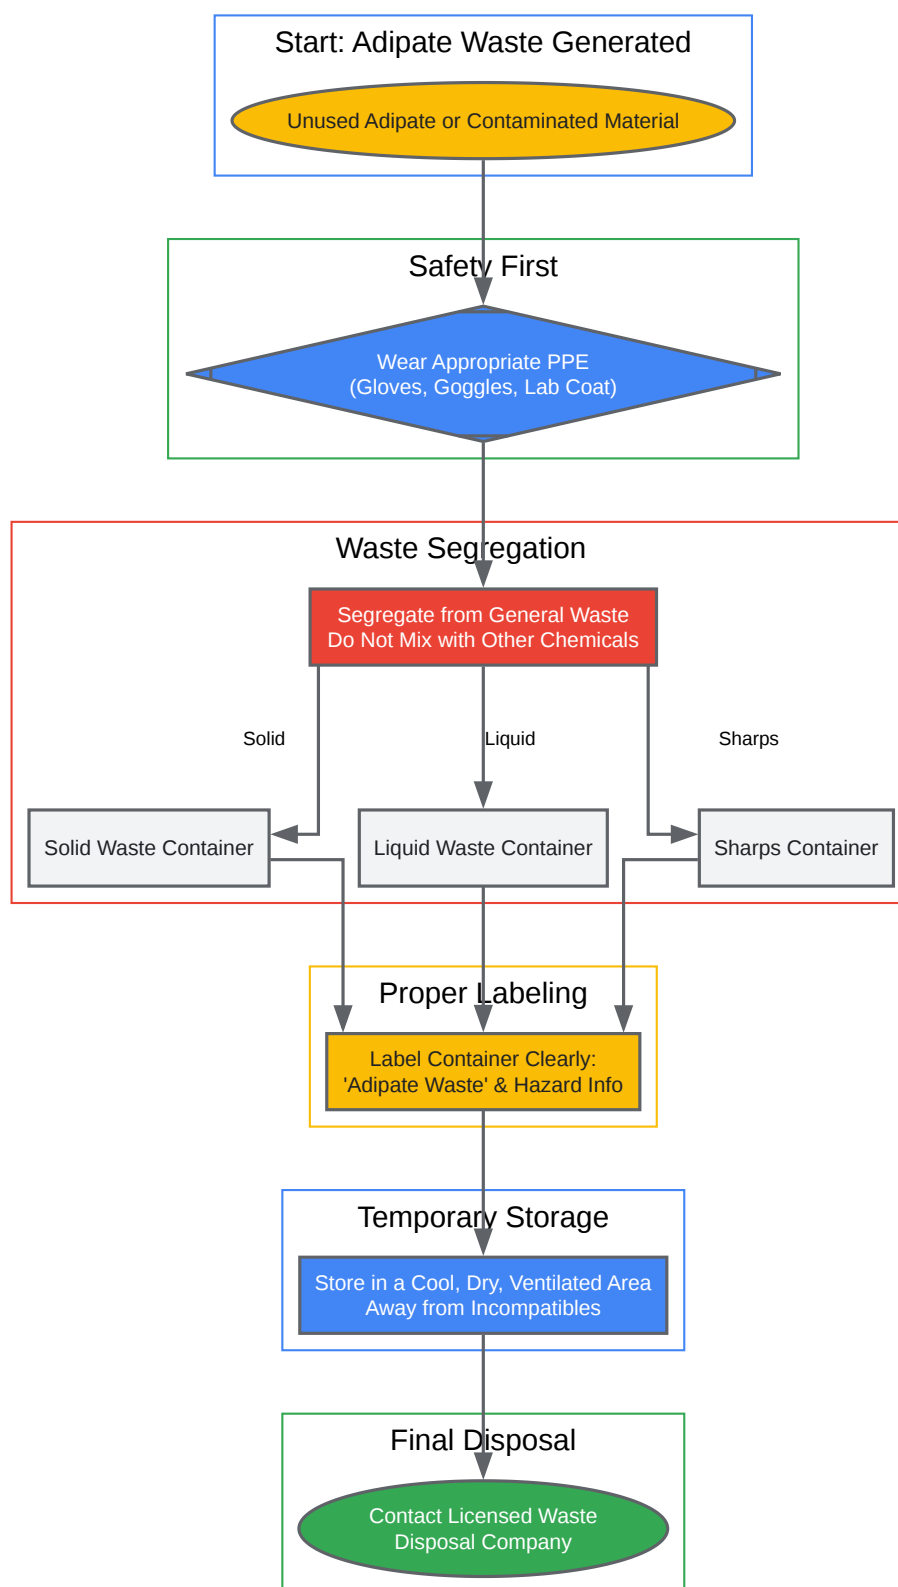 Start: Adipate Waste Generated
Unused Adipate or Contaminated Material
Safety First
Wear Appropriate PPE
(Gloves, Goggles, Lab Coat)
Waste Segregation
Segregate from General Waste
Do Not Mix with Other Chemicals
Solid
Liquid
Sharps
Solid Waste Container
Liquid Waste Container
Sharps Container
Proper Labeling
Label Container Clearly:
'Adipate Waste' & Hazard Info
Temporary Storage
Store in a Cool, Dry, Ventilated Area
Away from Incompatibles
Final Disposal
Contact Licensed Waste
Disposal Company